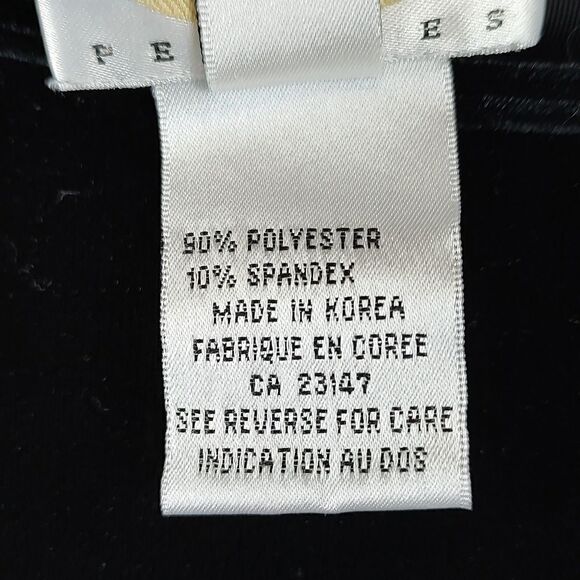 P E E S
90% POLYESTER
10% SPANDEX
MADE IN KOREA
FABRIQUE EN COREE
CA 23147
SEE REVERSE FOR CARE
INDICATION AU DOS